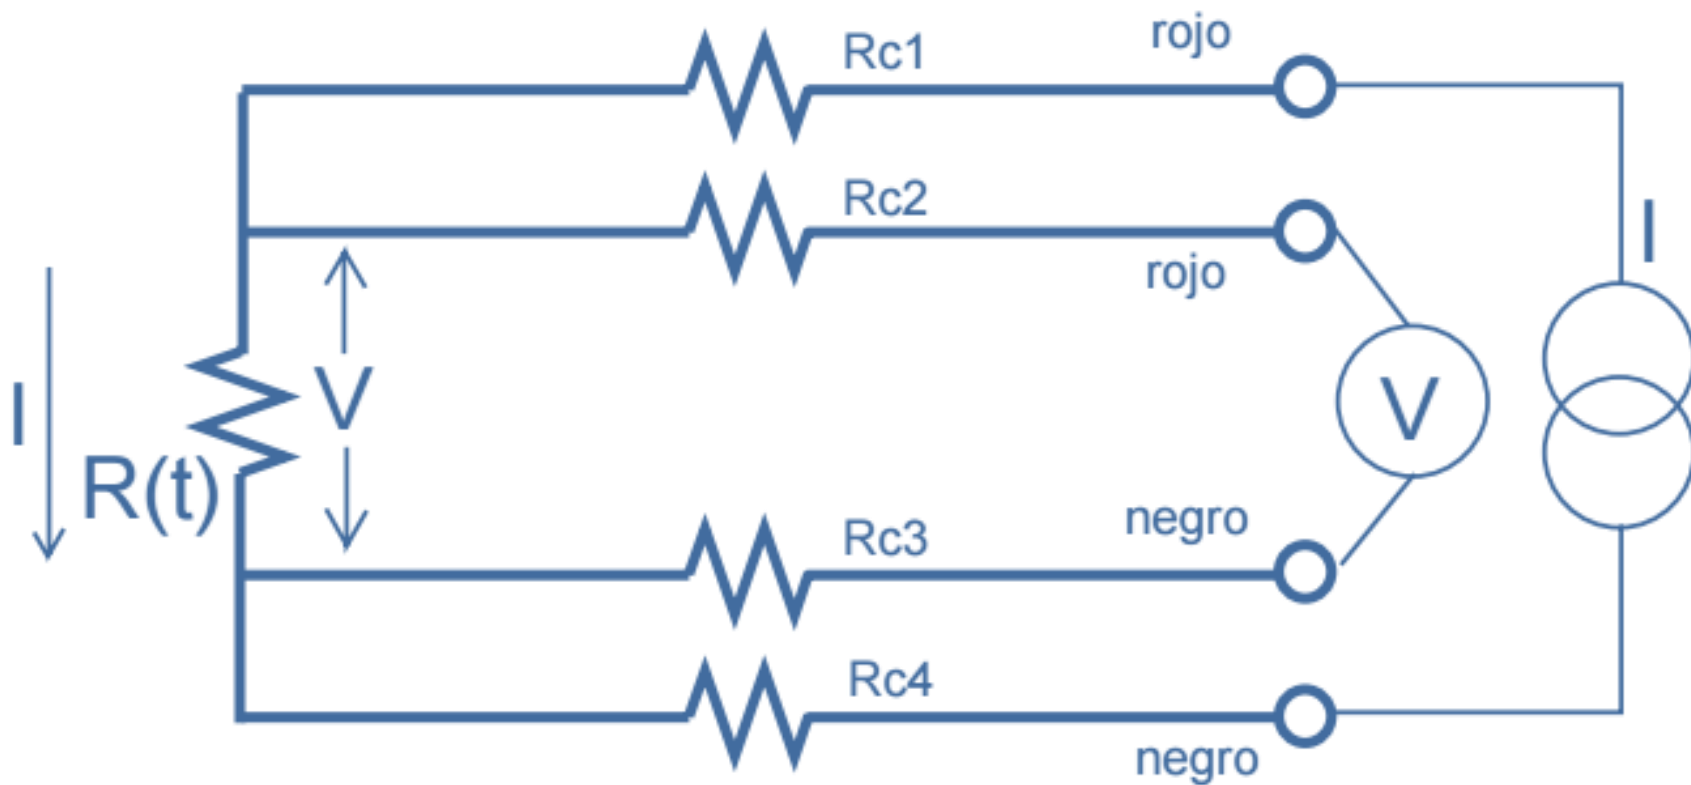 rojo
Rc1
Rc2
I
rojo
V
V
I
R(t)
negro
Rc3
Rc4
negro